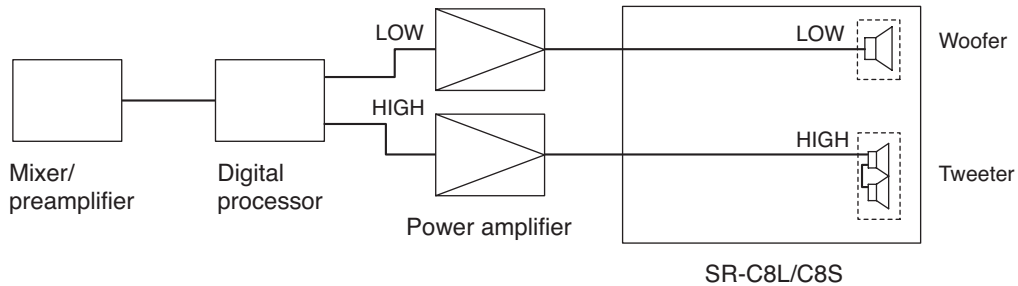 LOW
LOW
Woofer
HIGH
HIGH
Mixer/
preamplifier
Digital
processor
Tweeter
Power amplifier
SR-C8L/C8S